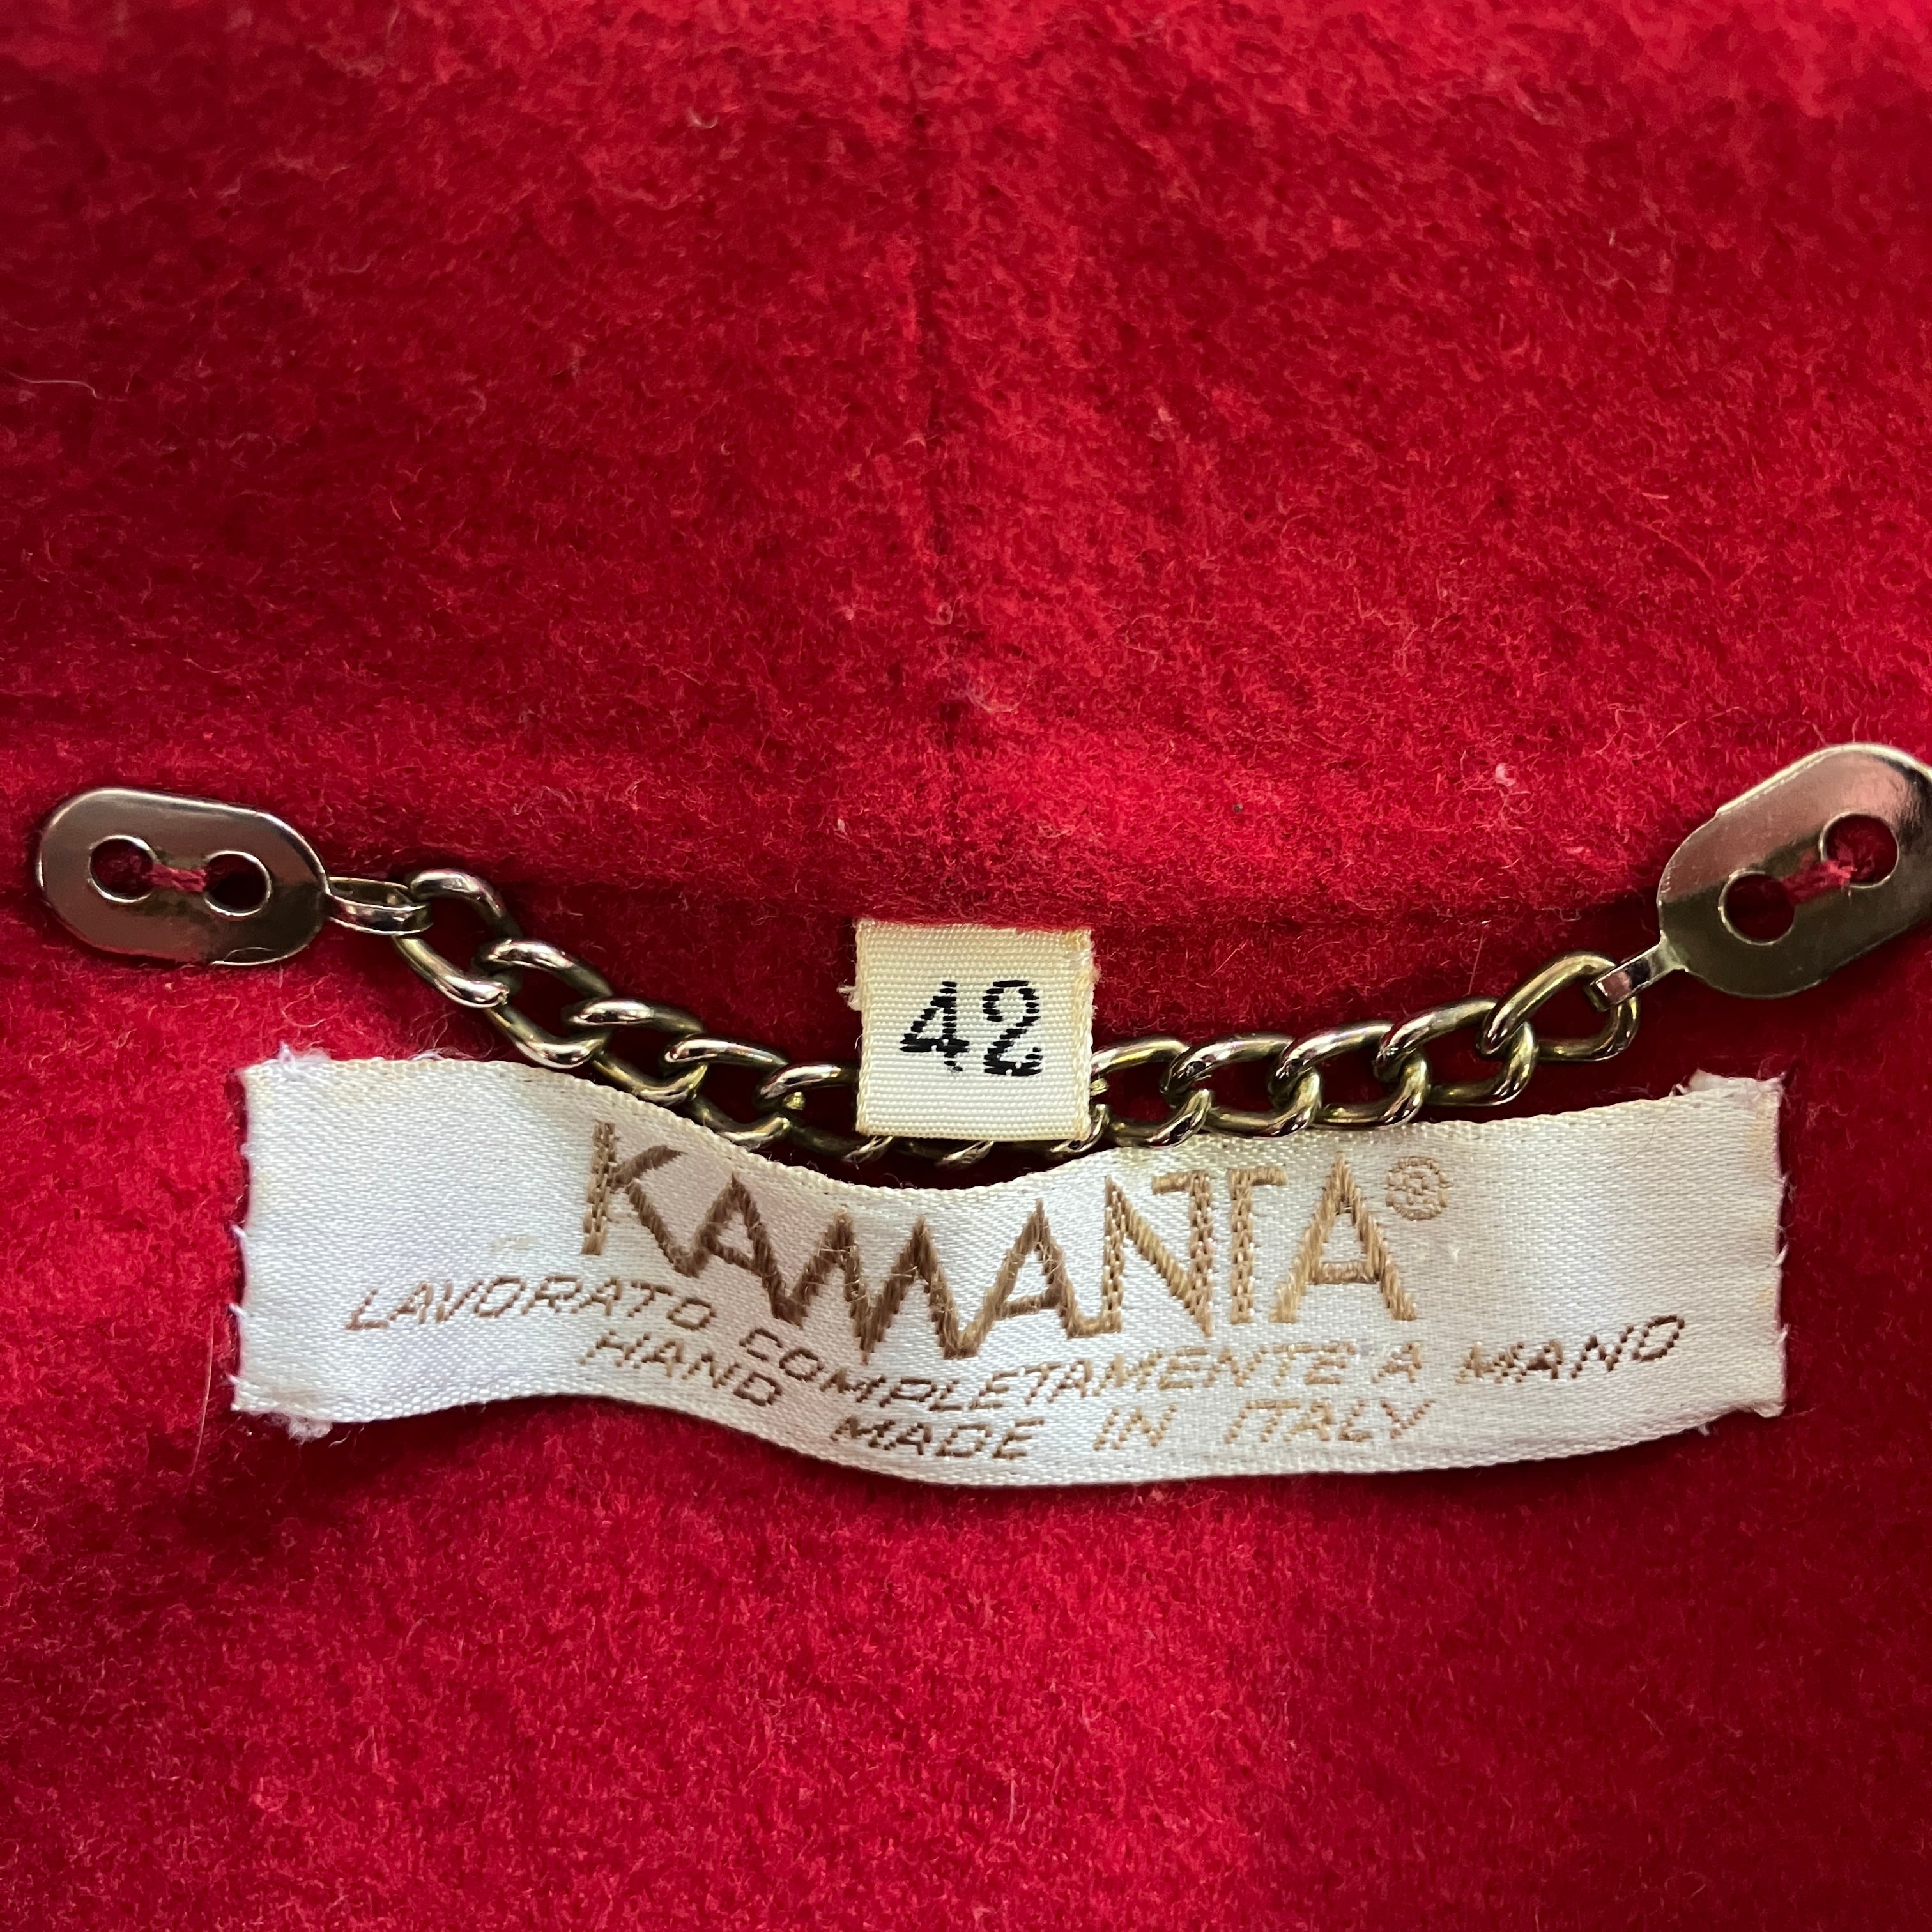 42
KAMANTA®
LAVORATO COMPLETAMENTE A MANO
HAND MADE IN ITALY